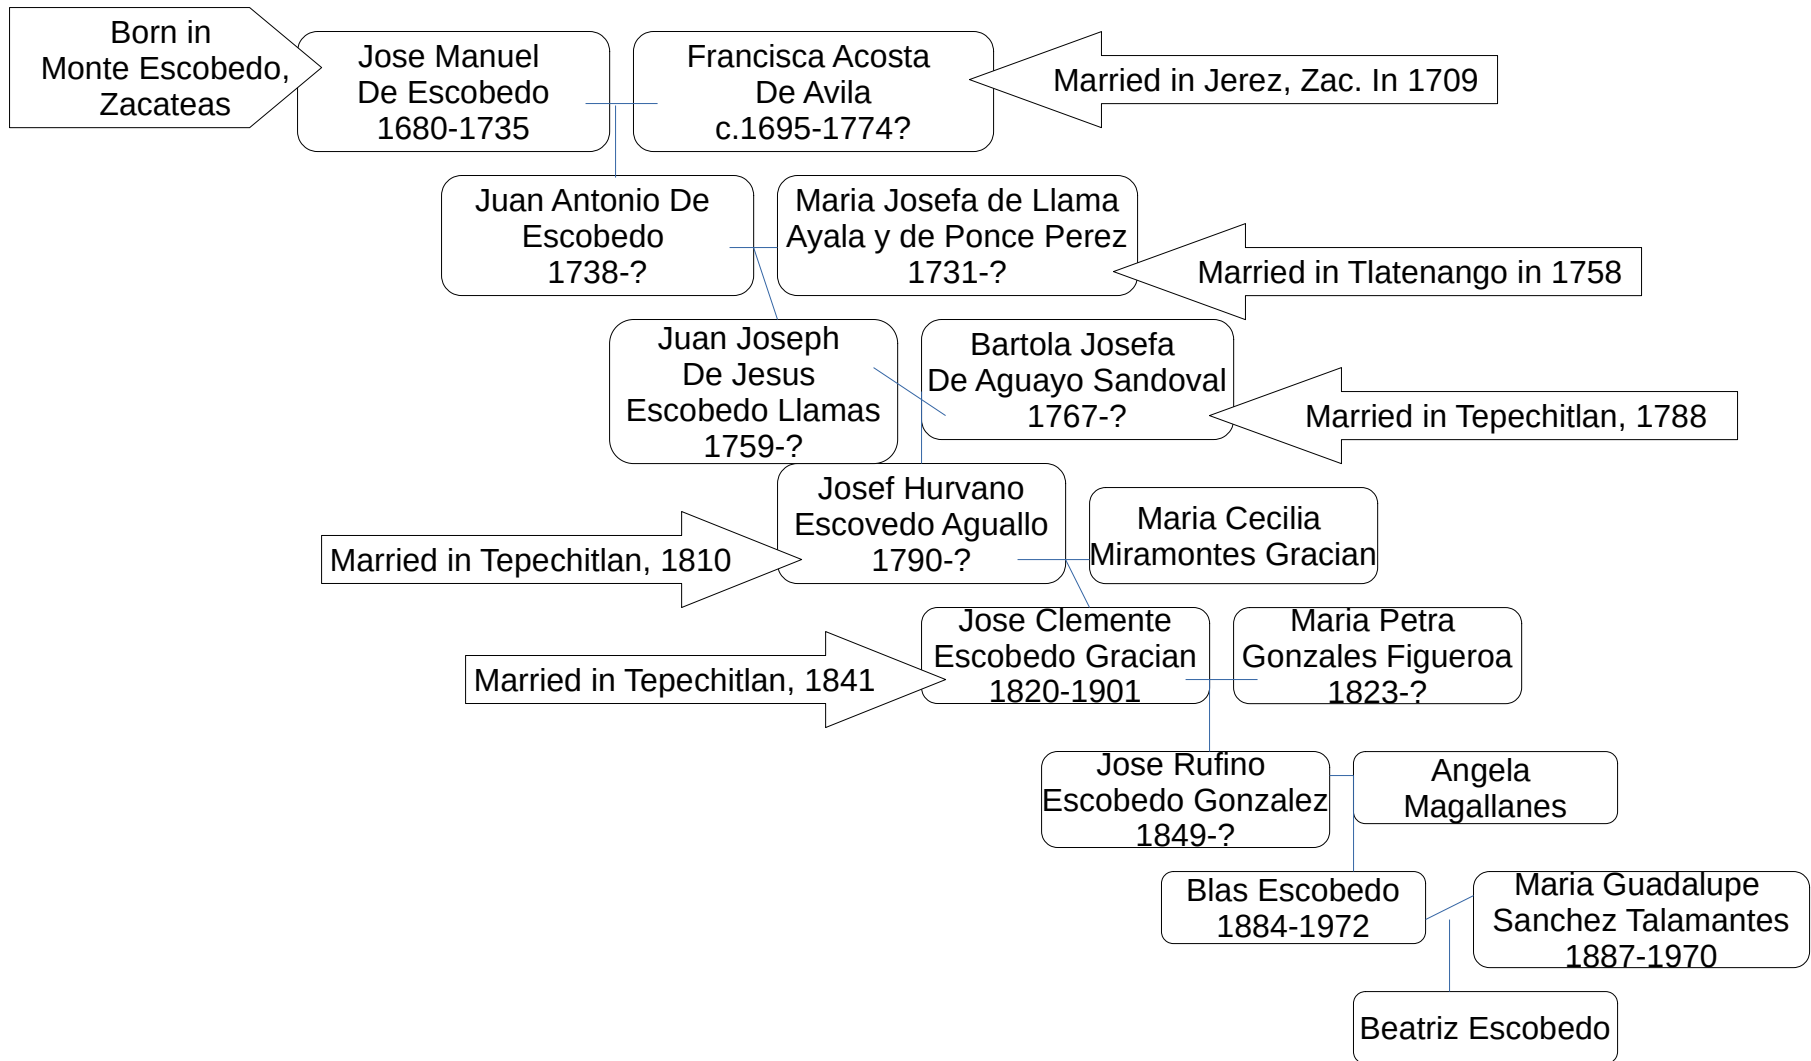 Born in
Monte Escobedo,
Zacateas
Jose Manuel
De Escobedo
1680-1735
Francisca Acosta
De Avila
c.1695-1774?
Married in Jerez, Zac. In 1709
Juan Antonio De
Escobedo
1738-?
Maria Josefa de Llama
Ayala y de Ponce Perez
1731-?
Married in Tlatenango in 1758
Juan Joseph
De Jesus
Escobedo Llamas
1759-?
Bartola Josefa
De Aguayo Sandoval
1767-?
Married in Tepechitlan, 1788
Married in Tepechitlan, 1810
Josef Hurvano
Escovedo Aguallo
1790-?
Maria Cecilia
Miramontes Gracian
Married in Tepechitlan, 1841
Jose Clemente
Escobedo Gracian
1820-1901
Maria Petra
Gonzales Figueroa
1823-?
Jose Rufino
Escobedo Gonzalez
1849-?
Angela
Magallanes
Blas Escobedo
1884-1972
Maria Guadalupe
Sanchez Talamantes
1887-1970
Beatriz Escobedo